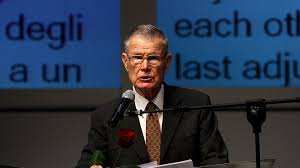 degli
a un
each oth
last adju